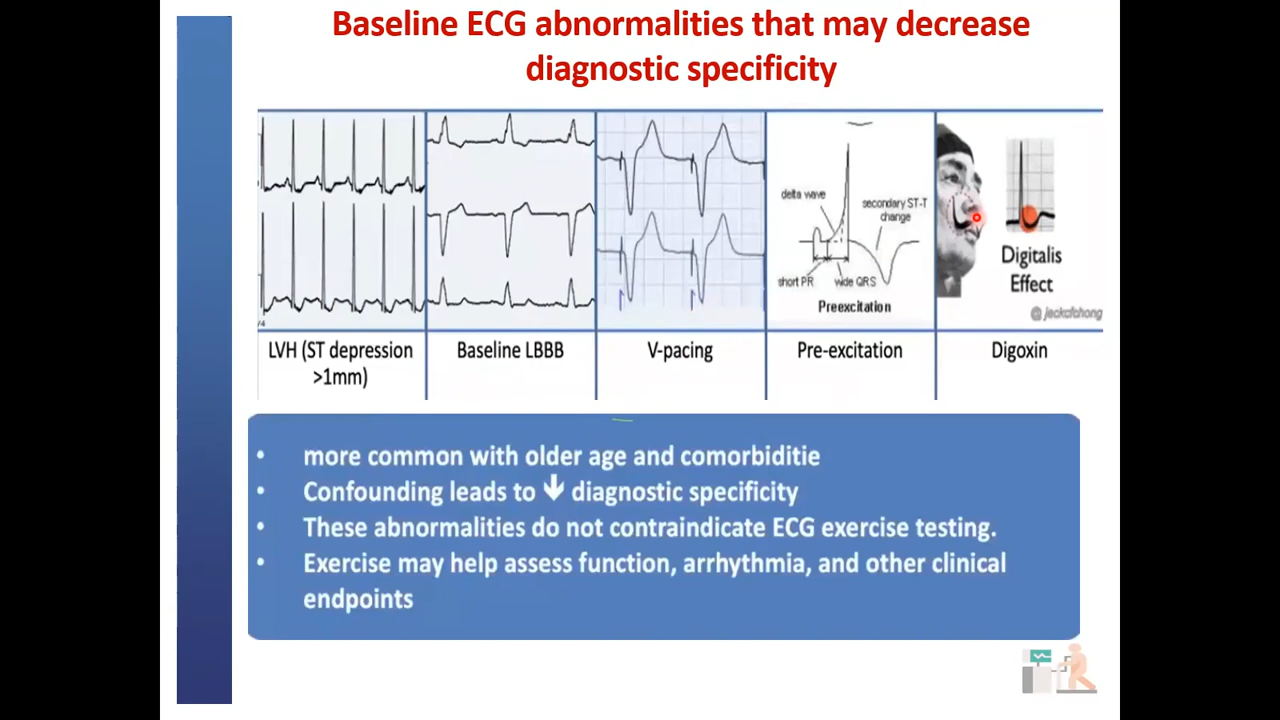 Baseline ECG abnormalities that may decrease
diagnostic specificity
delta wave
secondary ST-T
change
short PR
wide QRS
Preexcitation
Digitalis
Effect
@jackcfchong
V4
LVH (ST depression
>1mm)
Baseline LBBB
V-pacing
Pre-excitation
Digoxin
• more common with older age and comorbiditie
• Confounding leads to ↓ diagnostic specificity
• These abnormalities do not contraindicate ECG exercise testing.
• Exercise may help assess function, arrhythmia, and other clinical
endpoints